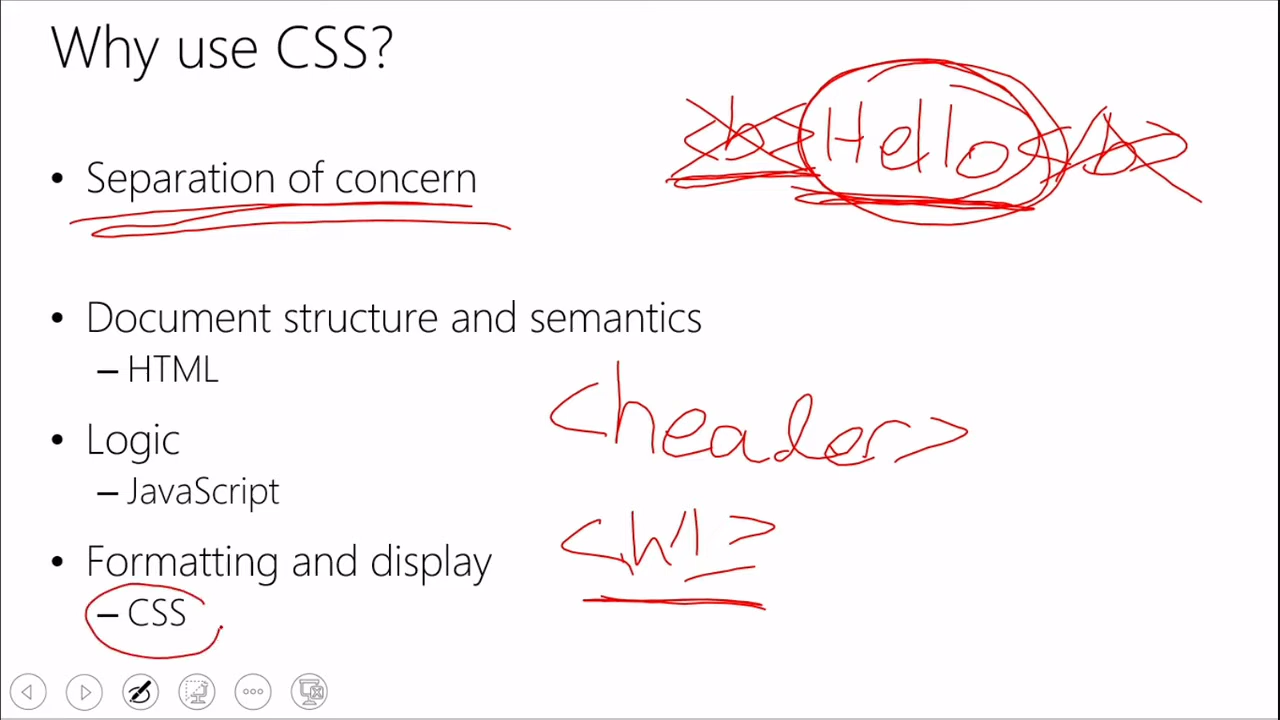 Why use CSS?
<b>Hello</b>
• Separation of concern
• Document structure and semantics
– HTML
<header>
• Logic
– JavaScript
<h1>
• Formatting and display
– CSS